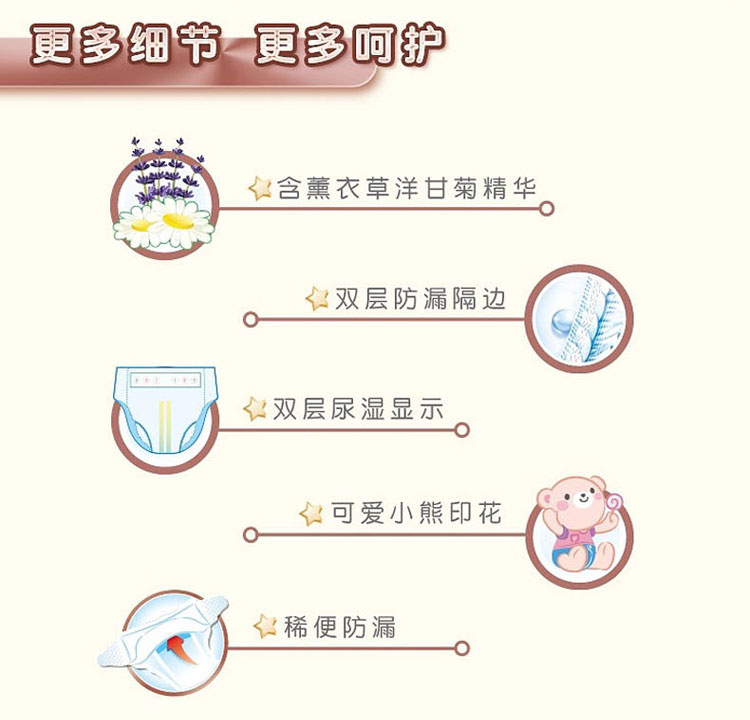 更多细节 更多呵护
含薰衣草洋甘菊精华
双层防漏隔边
双层尿湿显示
可爱小熊印花
稀便防漏